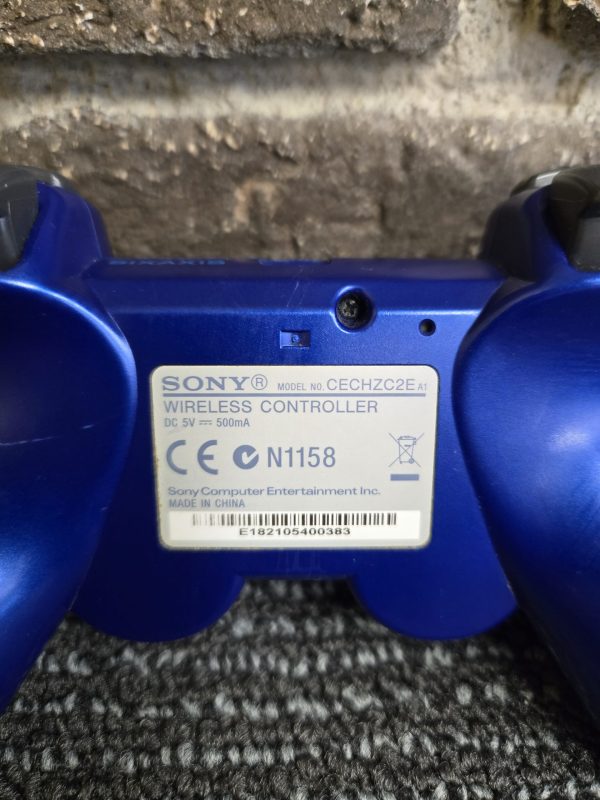 SIXAXIS
SONY® MODEL NO. CECHZC2E A1
WIRELESS CONTROLLER
DC 5V ⎓ 500mA
CE N1158
Sony Computer Entertainment Inc.
MADE IN CHINA
E182105400383